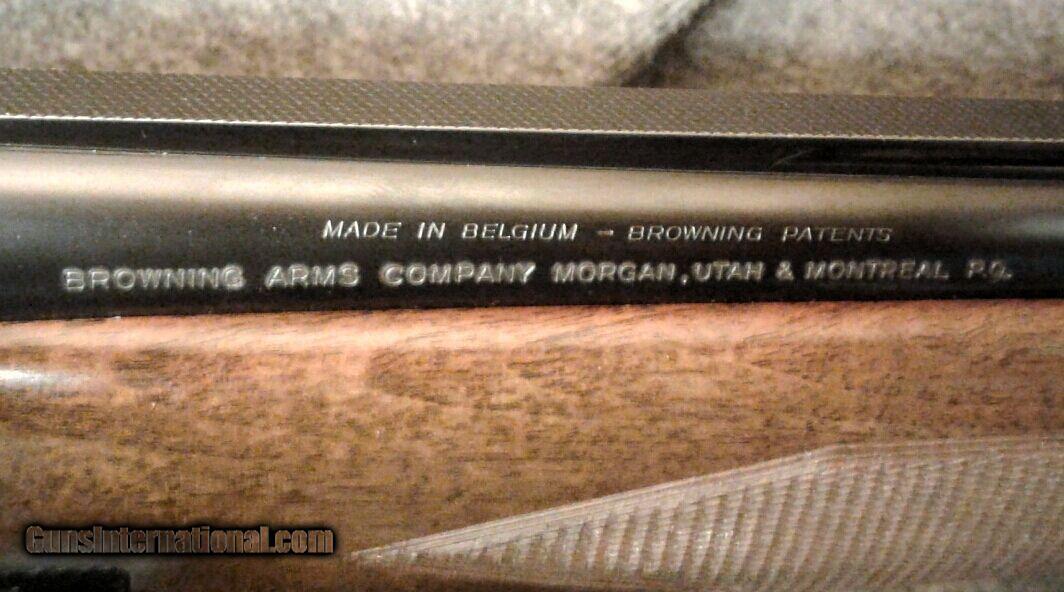 MADE IN BELGIUM - BROWNING PATENTS
BROWNING ARMS COMPANY MORGAN, UTAH & MONTREAL P.Q.
GunsInternational.com